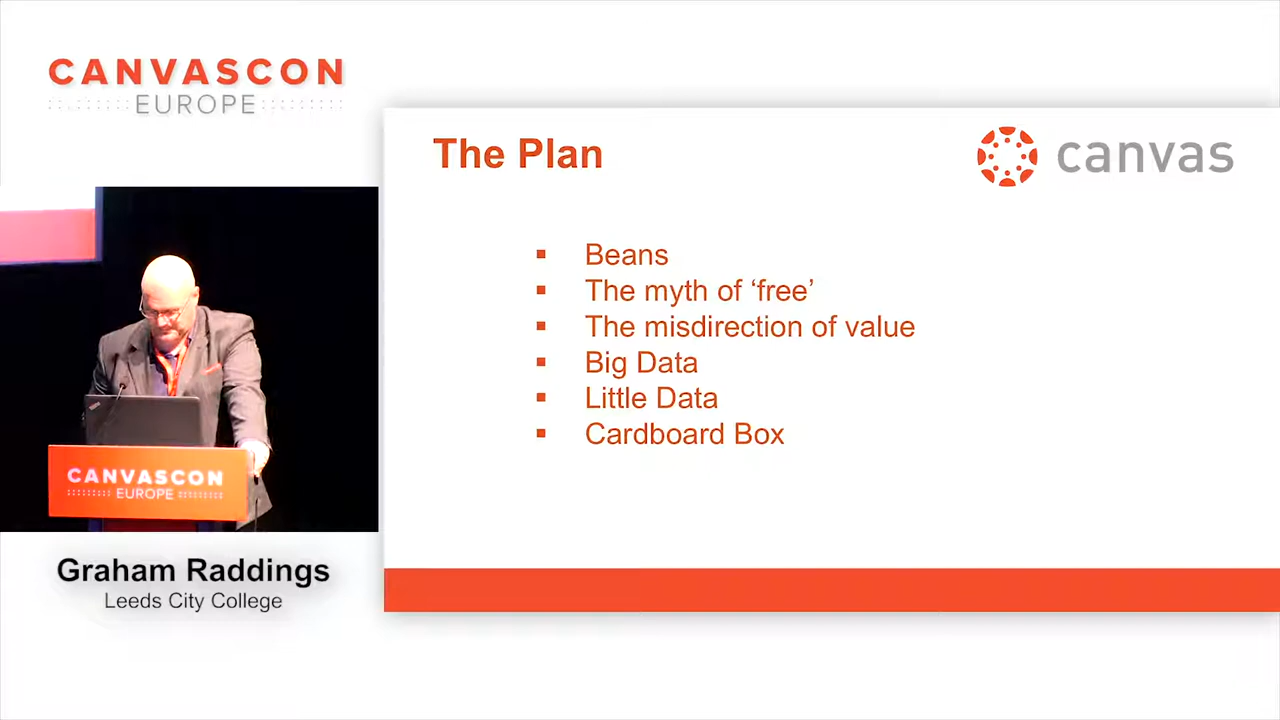 CANVASCON
EUROPE
The Plan
canvas
Beans
The myth of ‘free’
The misdirection of value
Big Data
Little Data
Cardboard Box
CANVASCON
EUROPE
Graham Raddings
Leeds City College